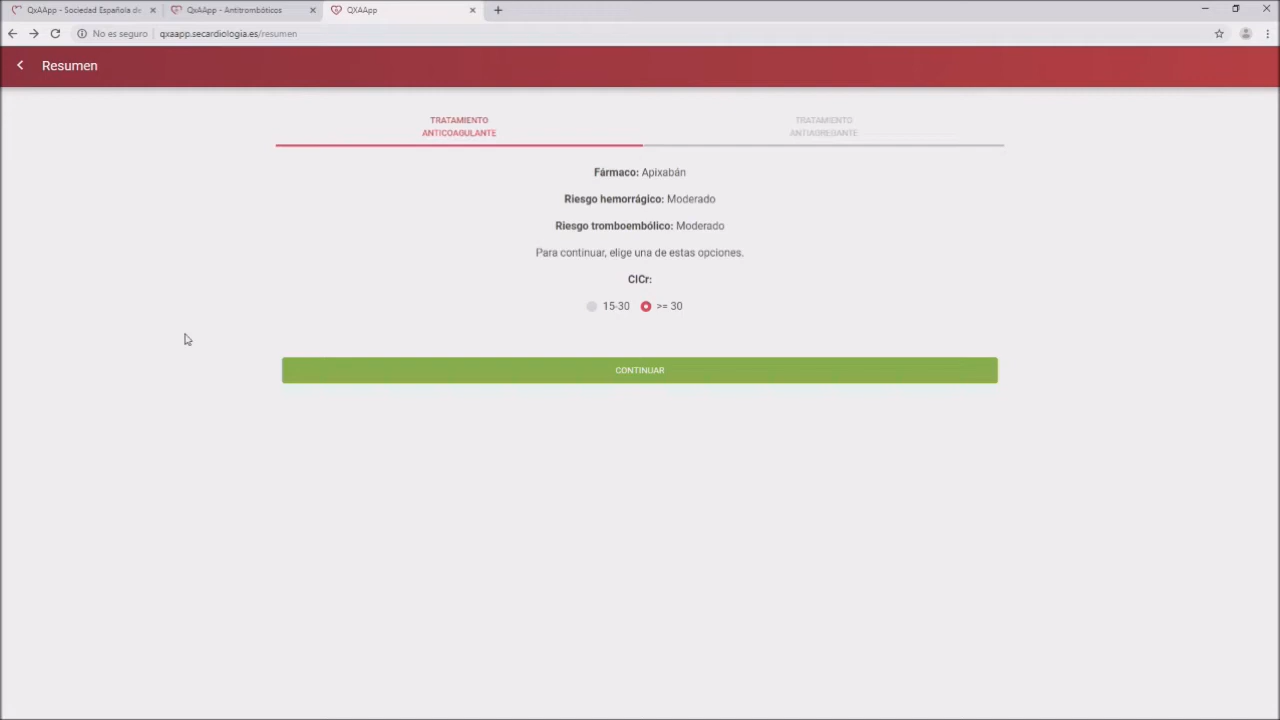 QxAApp - Sociedad Española de
QxAApp - Antitrombóticos
QXAApp
No es seguro
qxaapp.secardiologia.es/resumen
Resumen
TRATAMIENTO
ANTICOAGULANTE
TRATAMIENTO
ANTIAGREGANTE
Fármaco: Apixabán
Riesgo hemorrágico: Moderado
Riesgo tromboembólico: Moderado
Para continuar, elige una de estas opciones.
ClCr:
15-30 >= 30
CONTINUAR